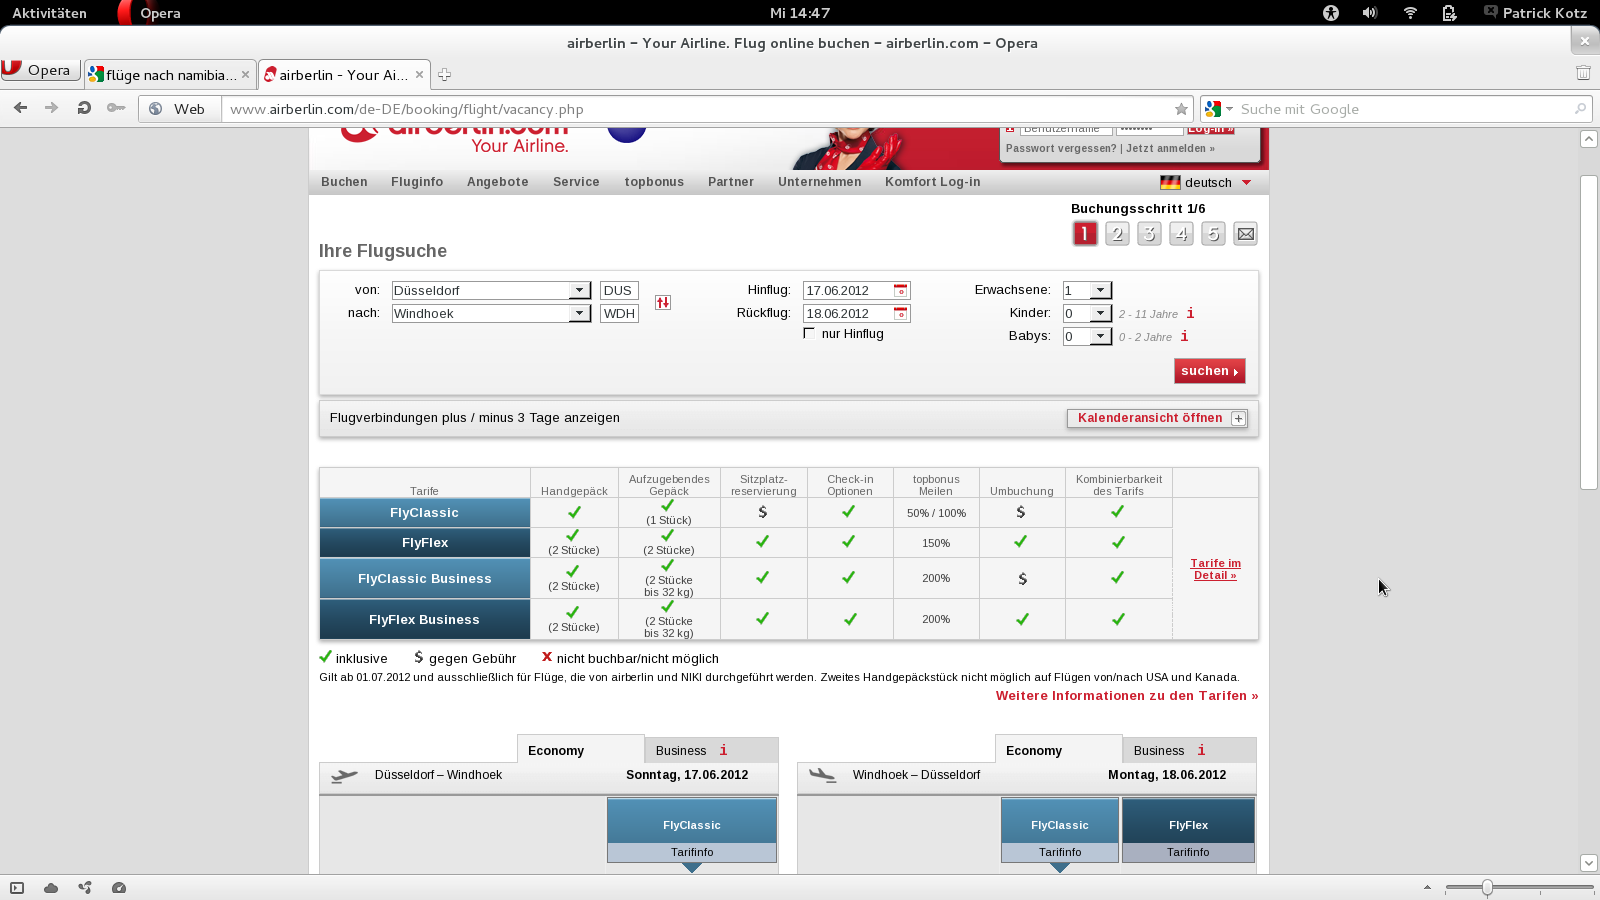 Aktivitäten Opera Mi 14:47 Patrick Kotz
airberlin – Your Airline. Flug online buchen – airberlin.com – Opera
Opera flüge nach namibia... airberlin - Your Ai...
Web www.airberlin.com/de-DE/booking/flight/vacancy.php Suche mit Google
airberlin.com Benutzername Log-in »
Your Airline. Passwort vergessen? | Jetzt anmelden »
Buchen Fluginfo Angebote Service topbonus Partner Unternehmen Komfort Log-in deutsch
Buchungsschritt 1/6
1 2 3 4 5
Ihre Flugsuche
von: Düsseldorf DUS Hinflug: 17.06.2012 Erwachsene: 1
nach: Windhoek WDH Rückflug: 18.06.2012 Kinder: 0 2 - 11 Jahre i
nur Hinflug Babys: 0 0 - 2 Jahre i
suchen
Flugverbindungen plus / minus 3 Tage anzeigen Kalenderansicht öffnen +
Tarife Handgepäck Aufzugebendes Gepäck Sitzplatz-reservierung Check-in Optionen topbonus Meilen Umbuchung Kombinierbarkeit des Tarifs
FlyClassic (1 Stück) $ 50% / 100% $
FlyFlex (2 Stücke) (2 Stücke) 150%
FlyClassic Business (2 Stücke) (2 Stücke bis 32 kg) 200% $
FlyFlex Business (2 Stücke) (2 Stücke bis 32 kg) 200%
Tarife im
Detail »
inklusive $ gegen Gebühr x nicht buchbar/nicht möglich
Gilt ab 01.07.2012 und ausschließlich für Flüge, die von airberlin und NIKI durchgeführt werden. Zweites Handgepäckstück nicht möglich auf Flügen von/nach USA und Kanada.
Weitere Informationen zu den Tarifen »
Economy Business i Economy Business i
Düsseldorf – Windhoek Sonntag, 17.06.2012 Windhoek – Düsseldorf Montag, 18.06.2012
FlyClassic FlyClassic FlyFlex
Tarifinfo Tarifinfo Tarifinfo